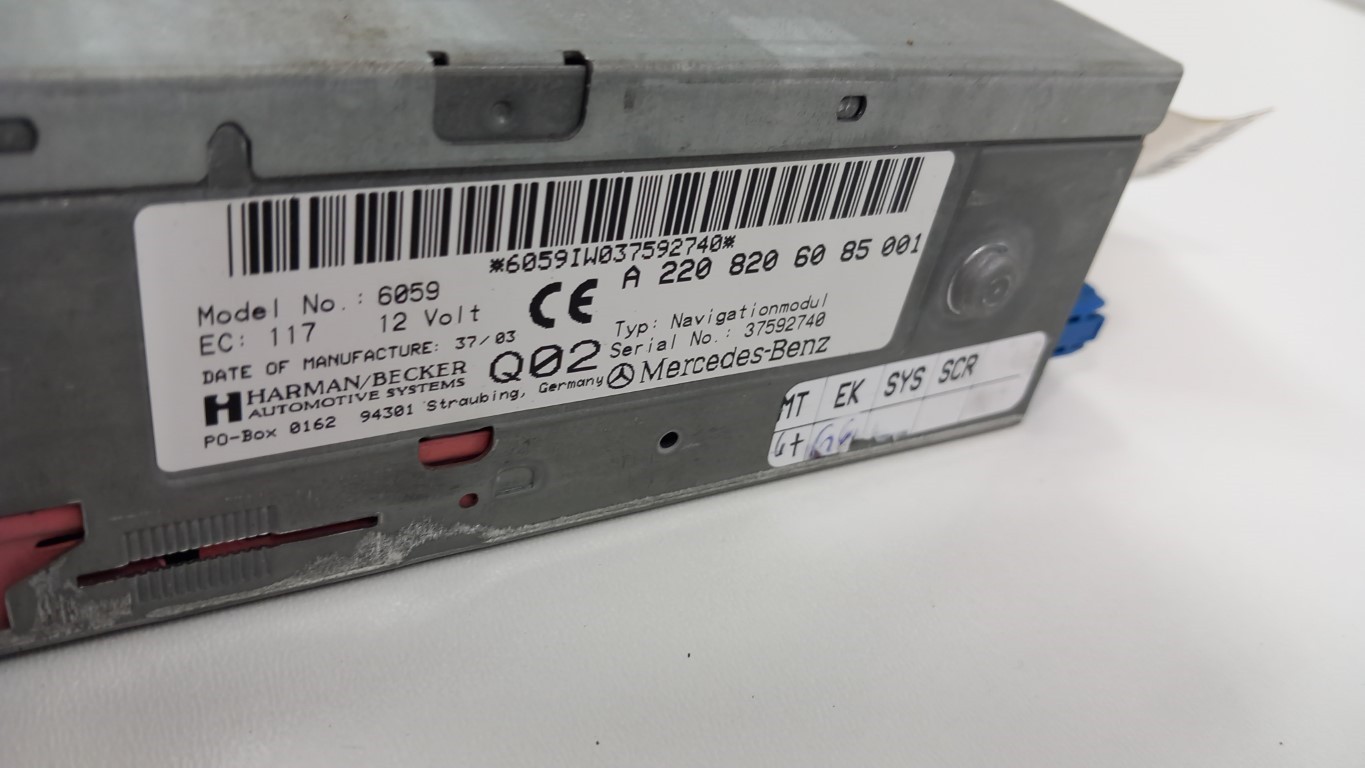 *6059IW037592740*
A 220 820 60 85 001
Model No.: 6059
EC: 117 12 Volt
CE
Typ: Navigationmodul
Serial No.: 37592740
DATE OF MANUFACTURE: 37/03
Q02
Mercedes-Benz
HARMAN/BECKER
AUTOMOTIVE SYSTEMS
PO-Box 0162 94301 Straubing, Germany
MT EK SYS SCR